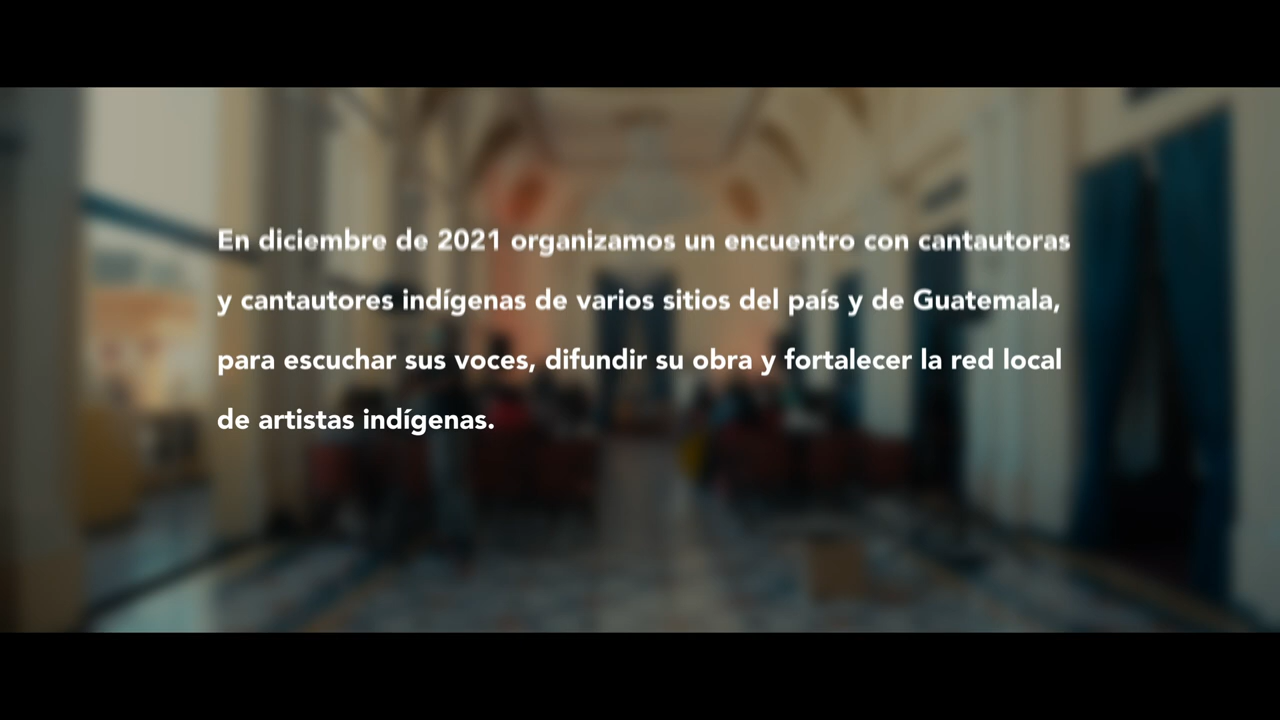 En diciembre de 2021 organizamos un encuentro con cantautoras
y cantautores indígenas de varios sitios del país y de Guatemala,
para escuchar sus voces, difundir su obra y fortalecer la red local
de artistas indígenas.